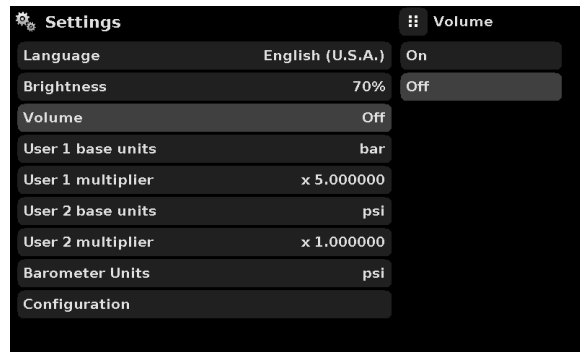 Settings
Language English (U.S.A.)
Brightness 70%
Volume Off
User 1 base units bar
User 1 multiplier x 5.000000
User 2 base units psi
User 2 multiplier x 1.000000
Barometer Units psi
Configuration
Volume
On
Off